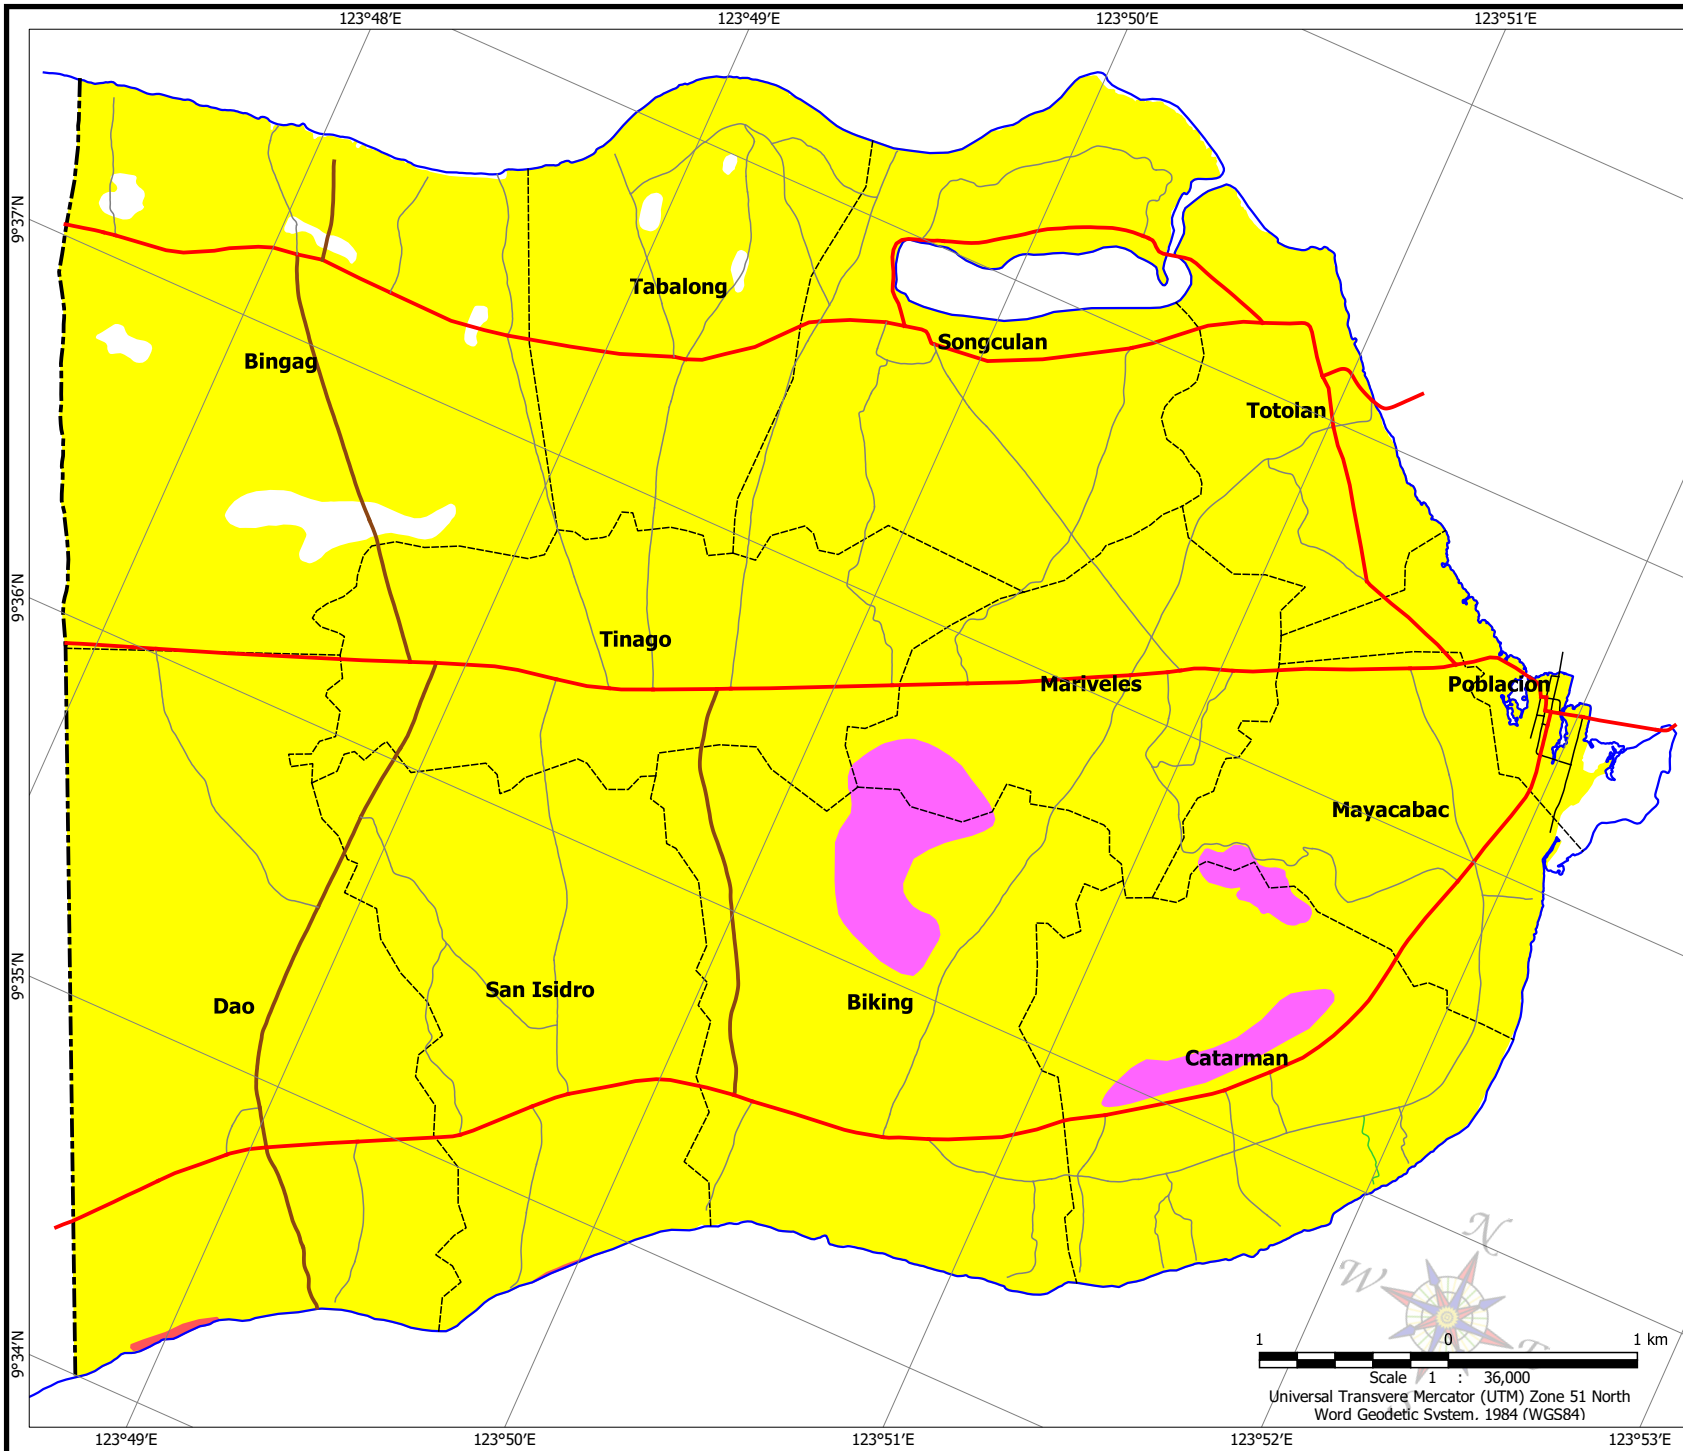 123°48'E
123°49'E
123°50'E
123°51'E
9°37'N
Tabalong
Songculan
Bingag
Totolan
9°36'N
Tinago
Mariveles
Poblacion
Mayacabac
9°35'N
San Isidro
Dao
Biking
Catarman
N
W
9°34'N
1 0 1 km
Scale 1 : 36,000
Universal Transvere Mercator (UTM) Zone 51 North
Word Geodetic System, 1984 (WGS84)
123°49'E
123°50'E
123°51'E
123°52'E
123°53'E